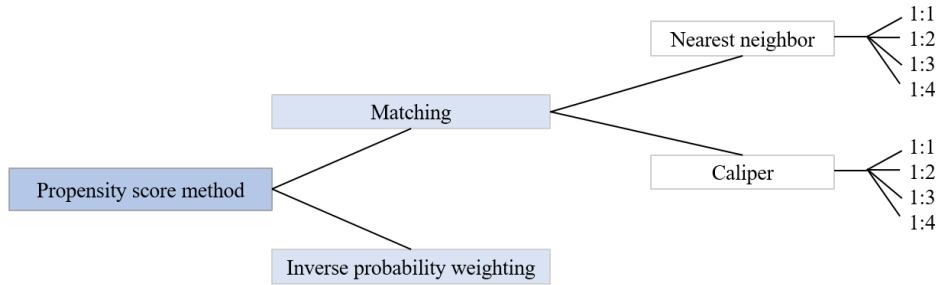 Propensity score method
Matching
Inverse probability weighting
Nearest neighbor
1:1
1:2
1:3
1:4
Caliper
1:1
1:2
1:3
1:4